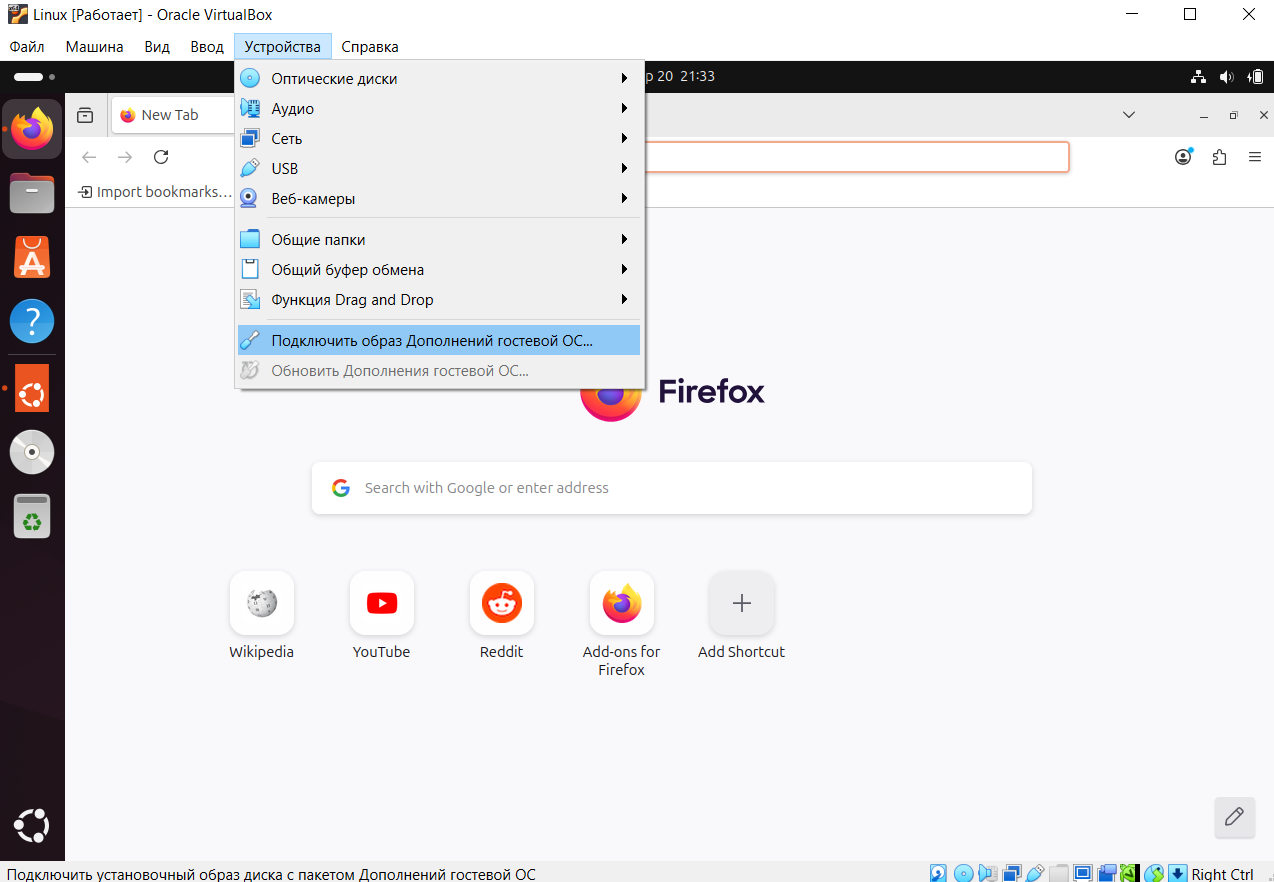 Linux [Работает] - Oracle VirtualBox
Файл Машина Вид Ввод Устройства Справка
р 20 21:33
Оптические диски
Аудио
Сеть
USB
Веб-камеры
Общие папки
Общий буфер обмена
Функция Drag and Drop
Подключить образ Дополнений гостевой ОС...
Обновить Дополнения гостевой ОС...
New Tab
Import bookmarks...
Firefox
Search with Google or enter address
Wikipedia YouTube Reddit Add-ons for Add Shortcut
Firefox
Подключить установочный образ диска с пакетом Дополнений гостевой ОС Right Ctrl